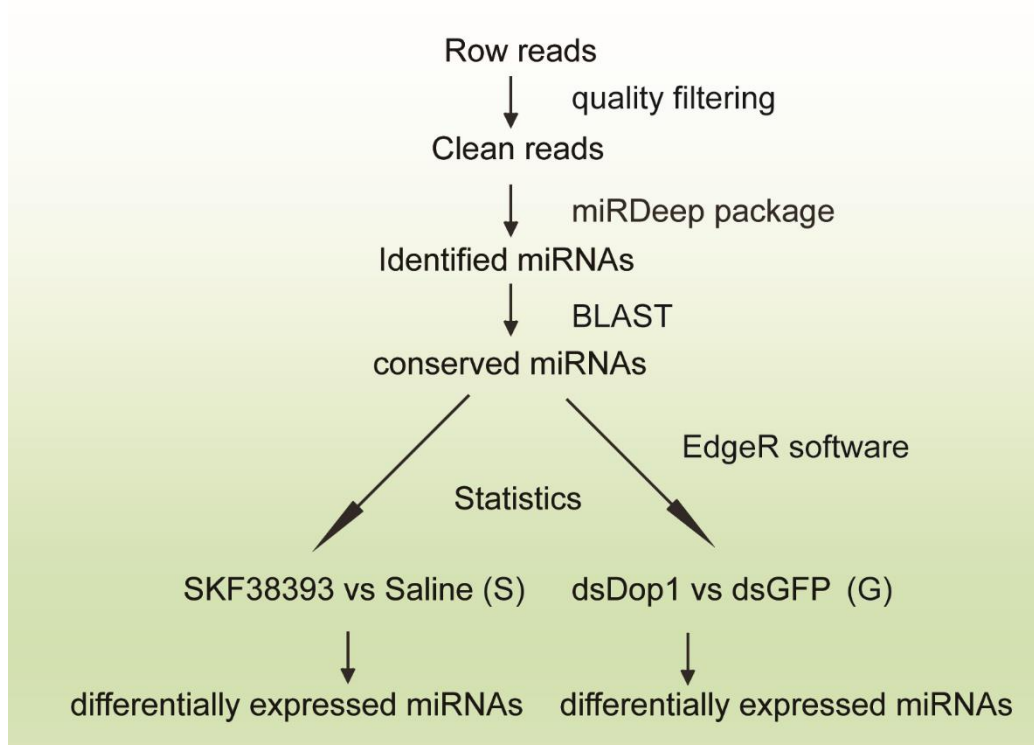 Row reads
quality filtering
Clean reads
miRDeep package
Identified miRNAs
BLAST
conserved miRNAs
EdgeR software
Statistics
SKF38393 vs Saline (S)
dsDop1 vs dsGFP (G)
differentially expressed miRNAs
differentially expressed miRNAs